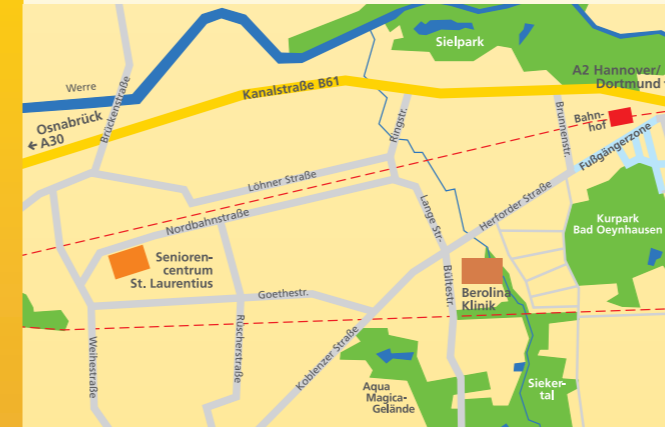 Sielpark
A2 Hannover/
Dortmund
Werre
Kanalstraße B61
Osnabrück
← A30
Brückenstraße
Ringstr.
Brunnenstr.
Bahn-
hof
Fußgängerzone
Löhner Straße
Nordbahnstraße
Lange Str.
Herforder Straße
Kurpark
Bad Oeynhausen
Senioren-
centrum
St. Laurentius
Goethestr.
Bültestr.
Berolina
Klinik
Weihestraße
Rüscherstraße
Koblenzer Straße
Aqua
Magica-
Gelände
Sieker-
tal